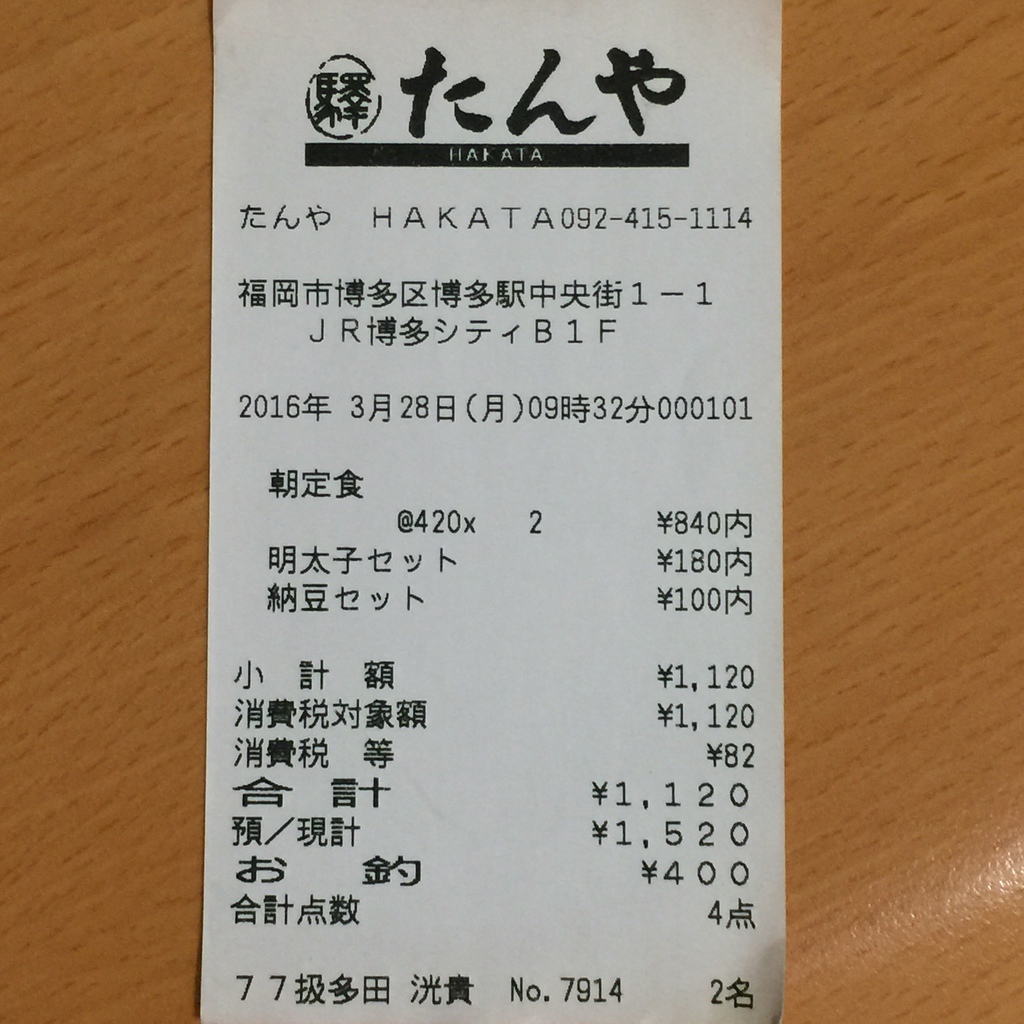 驛 たんや
HAKATA
たんや HAKATA092-415-1114
福岡市博多区博多駅中央街1-1
JR博多シティB1F
2016年 3月28日(月)09時32分000101
朝定食
@420x 2 ¥840内
明太子セット ¥180内
納豆セット ¥100内
小 計 額 ¥1,120
消費税対象額 ¥1,120
消費税 等 ¥82
合 計 ¥1,120
預/現計 ¥1,520
お 釣 ¥400
合計点数 4点
77扱多田 洸貴 No.7914 2名